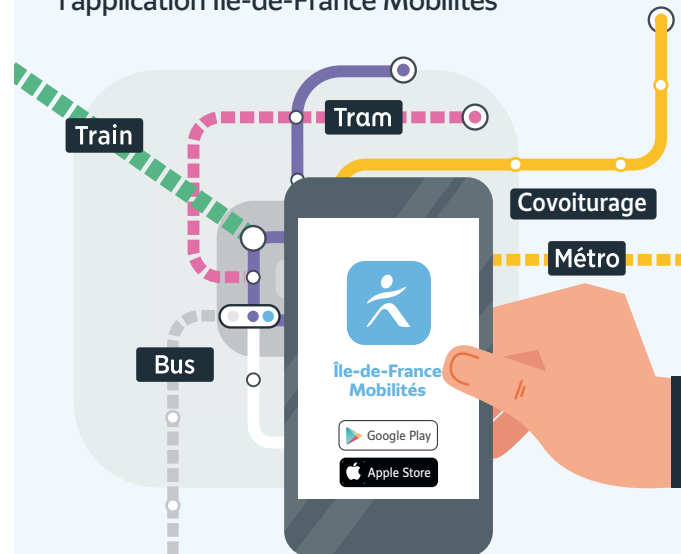 l'application Île-de-France Mobilités
Tram
Train
Covoiturage
Métro
Bus
Île-de-France
Mobilités
Google Play
Apple Store